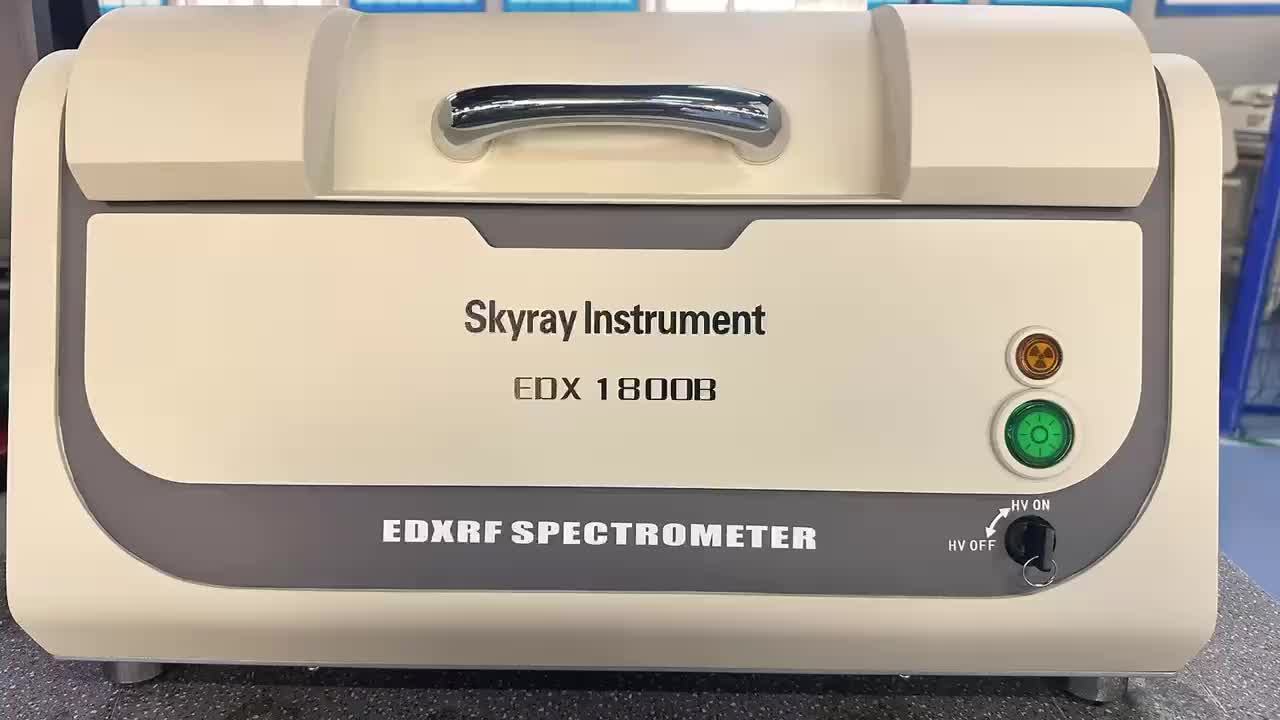 Skyray Instrument
EDX 1800B
HV ON
HV OFF
EDXRF SPECTROMETER